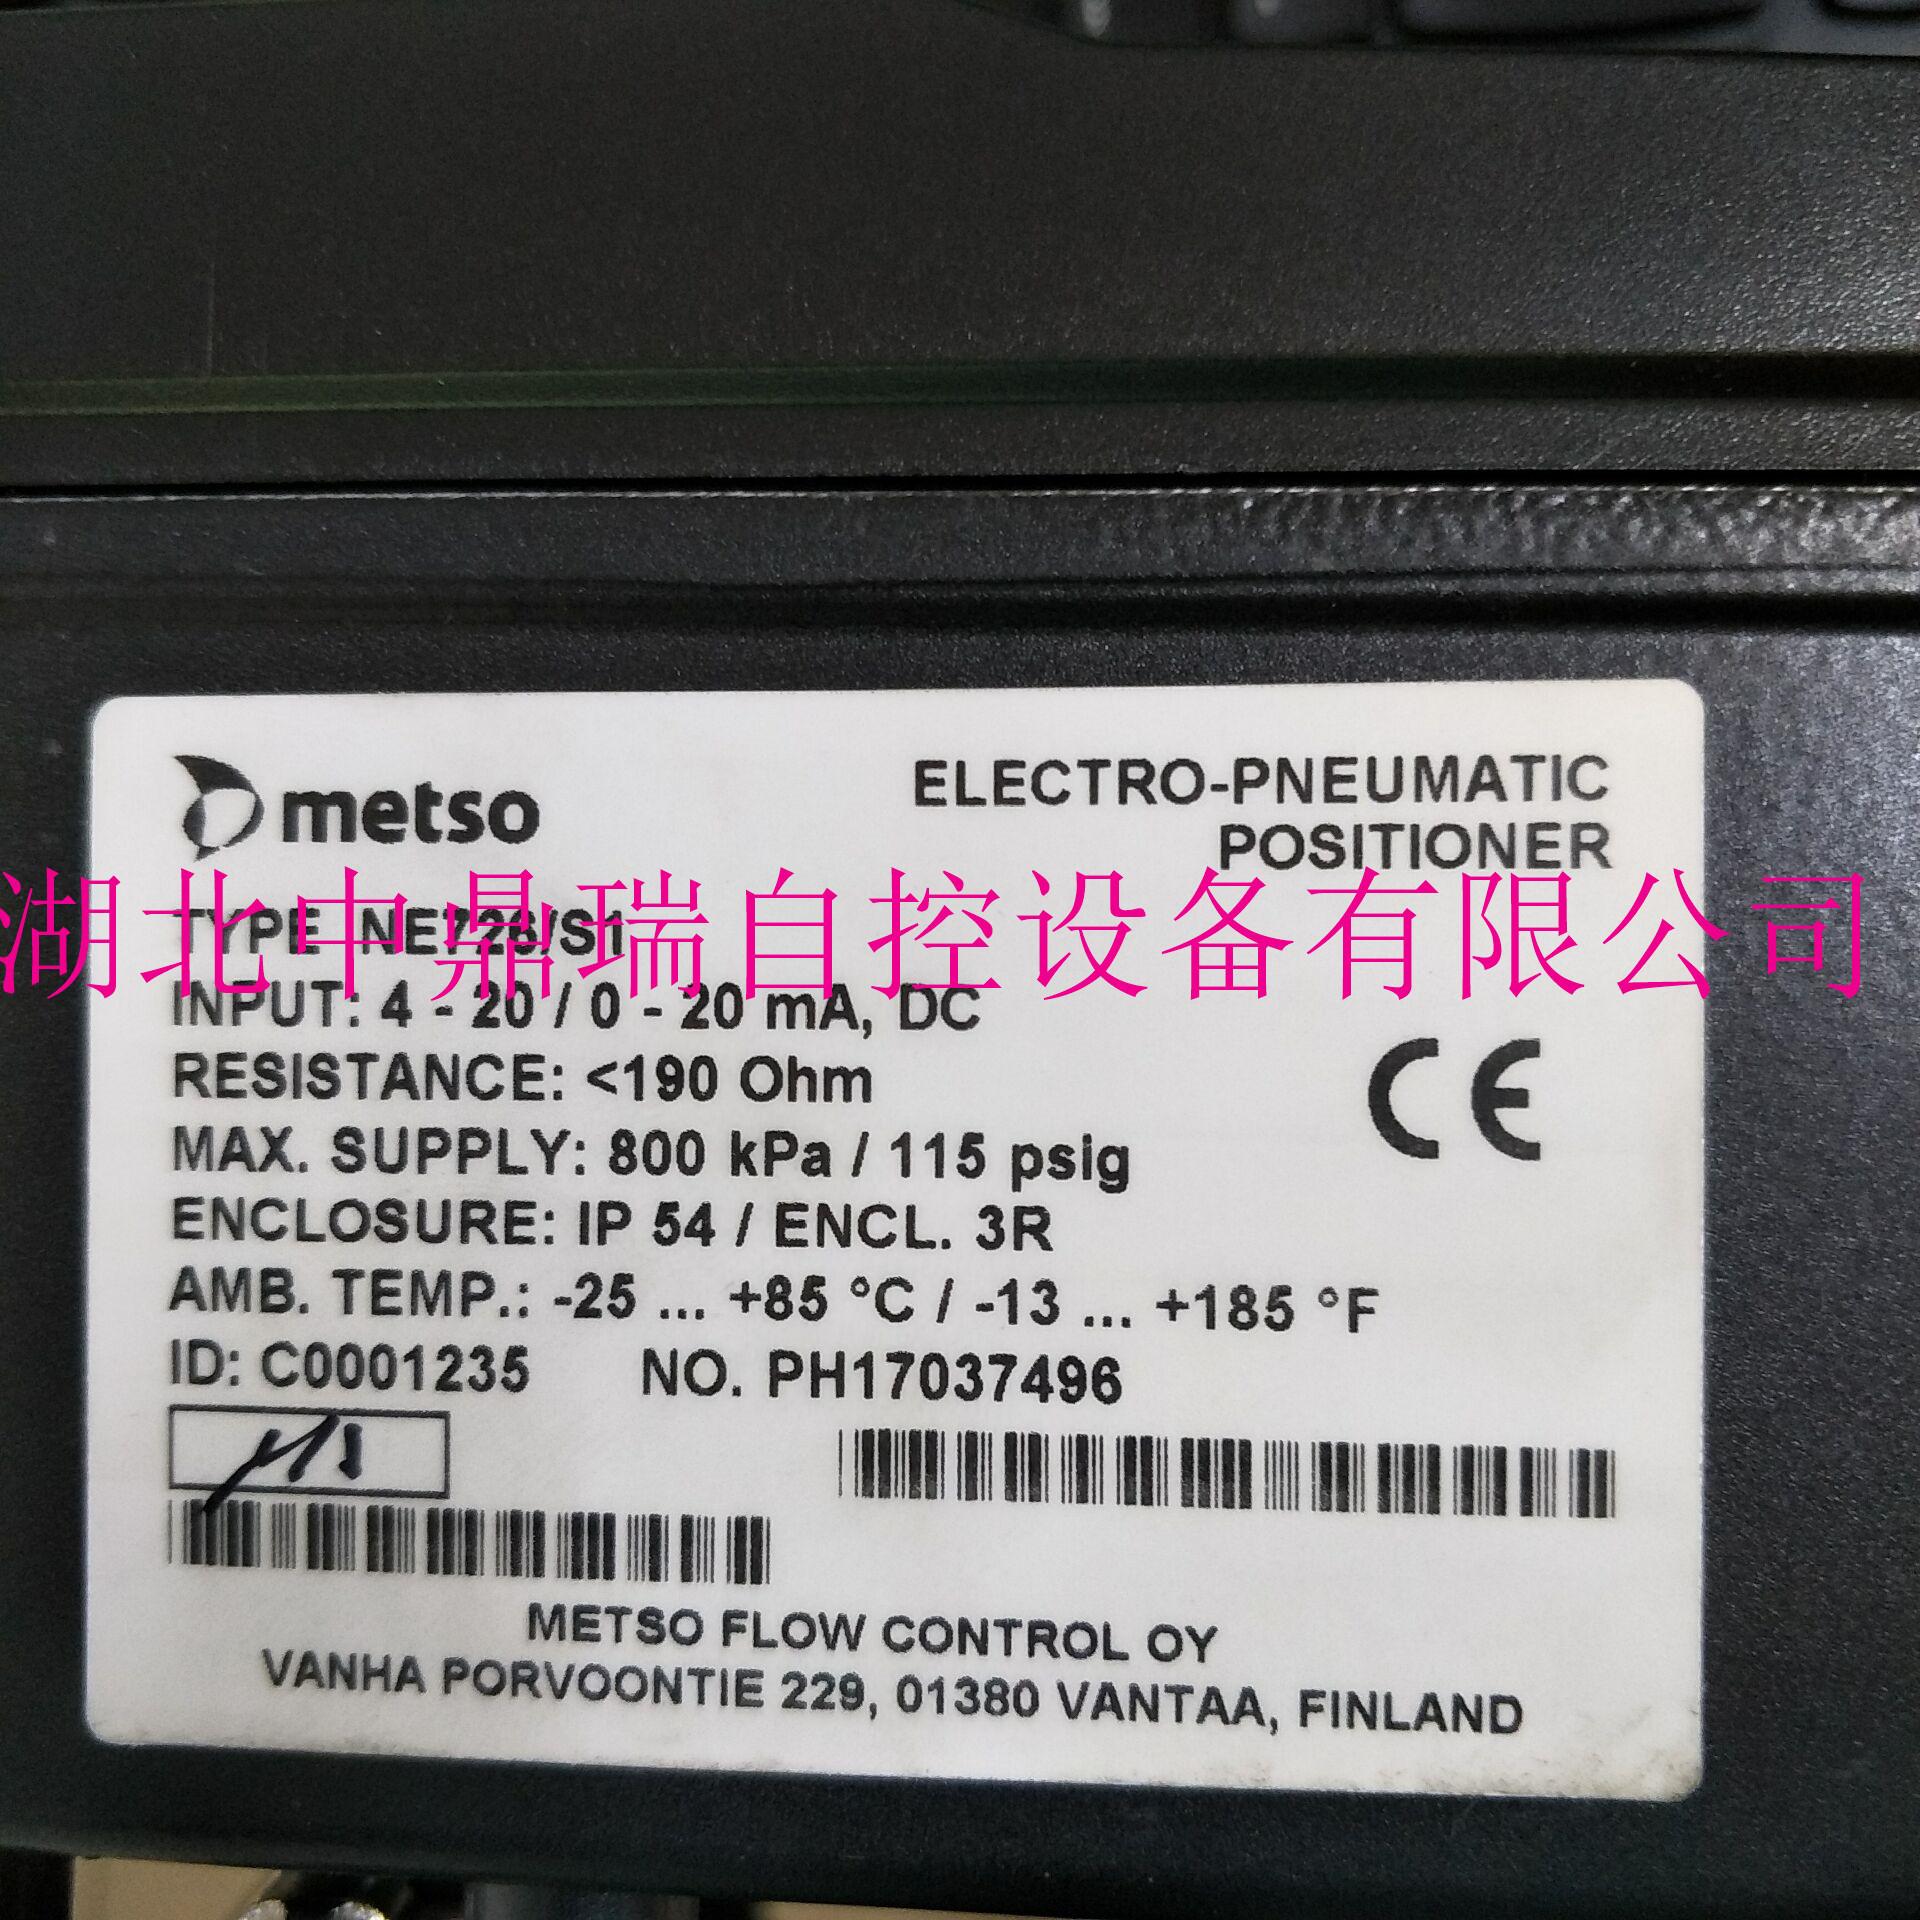 metso
ELECTRO-PNEUMATIC
POSITIONER
湖北中鼎瑞自控设备有限公司
TYPE NE726/S1
INPUT: 4 - 20 / 0 - 20 mA, DC
RESISTANCE: <190 Ohm
MAX. SUPPLY: 800 kPa / 115 psig
ENCLOSURE: IP 54 / ENCL. 3R
AMB. TEMP.: -25 ... +85 °C / -13 ... +185 °F
ID: C0001235 NO. PH17037496
CE
METSO FLOW CONTROL OY
VANHA PORVOONTIE 229, 01380 VANTAA, FINLAND